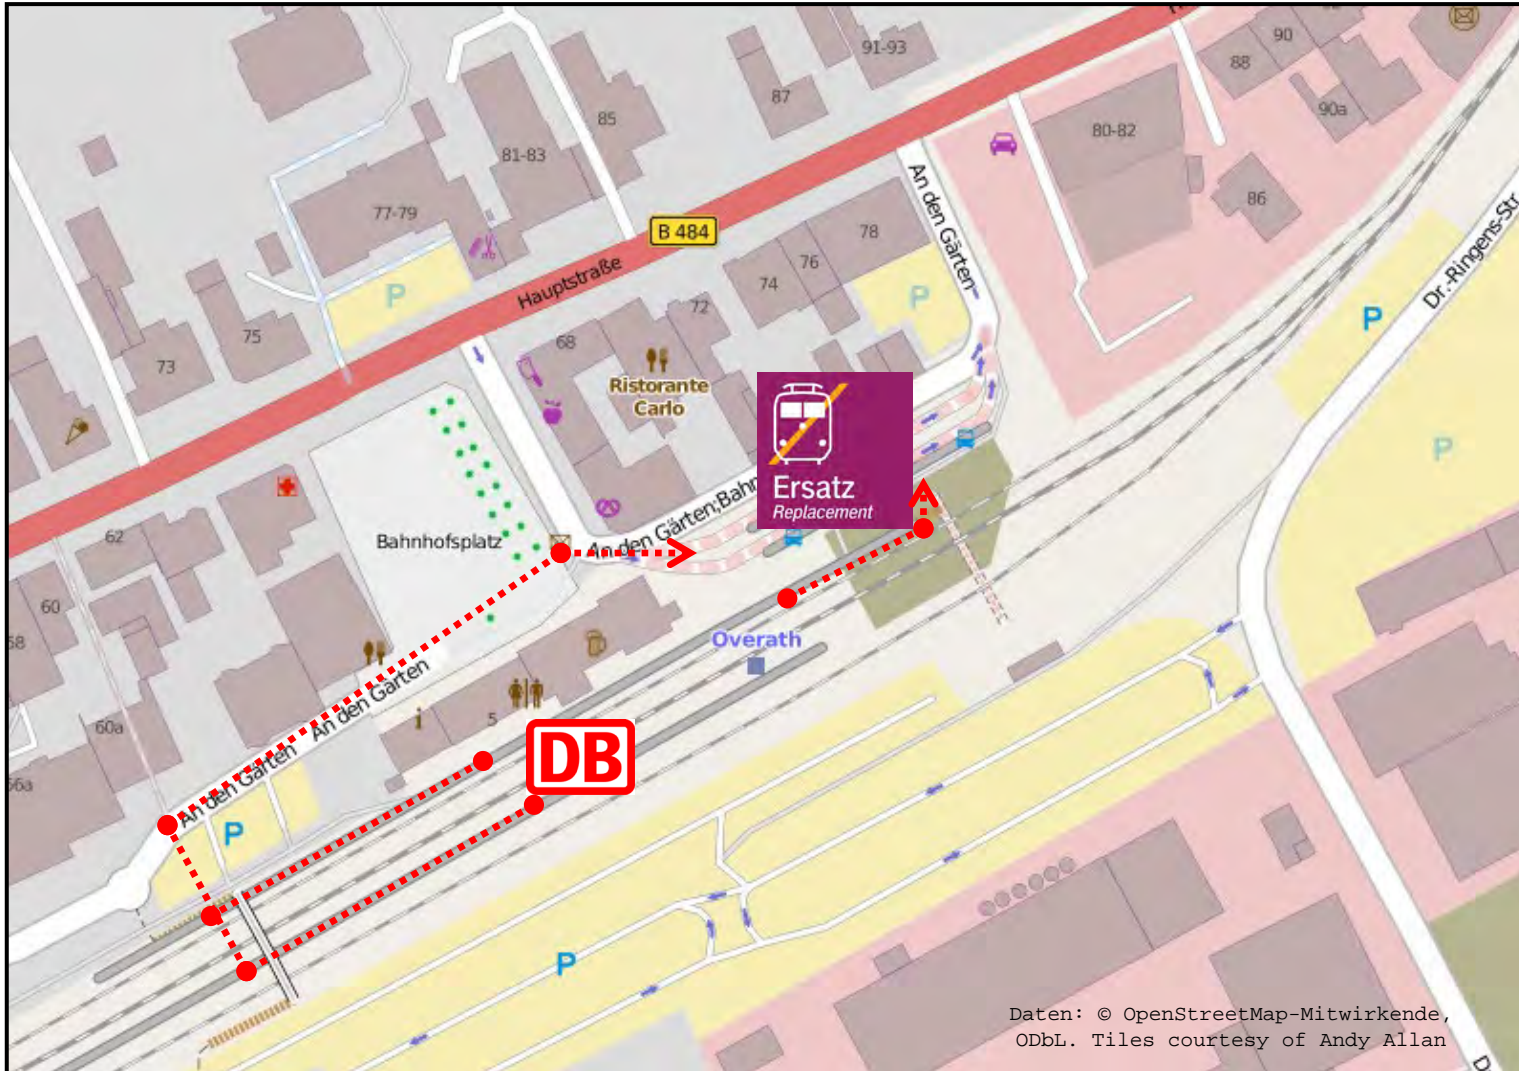 91-93
90
88
90a
87
85
80-82
81-83
86
77-79
78
An den Gärten
B 484
Hauptstraße
P
P
P
Dr.-Ringens-Str
76
74
72
75
73
68
Ristorante
Carlo
P
Ersatz
Replacement
An den Gärten;Bahn
Bahnhofsplatz
62
60
58
Overath
An den Gärten
i
5
60a
DB
An den Gärten
56a
P
P
Daten: © OpenStreetMap-Mitwirkende,
ODbL. Tiles courtesy of Andy Allan